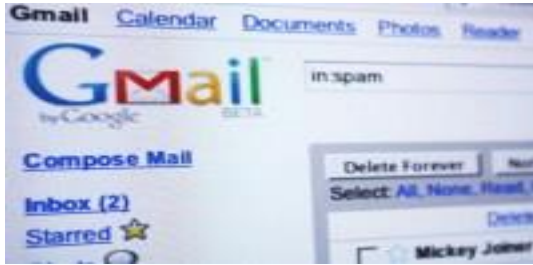 Gmail Calendar Documents Photos Reader
Gmail
by Google BETA
in:spam
Compose Mail
Delete Forever
Select: All, None, Read,
Inbox (2)
Starred
Mickey Joiner